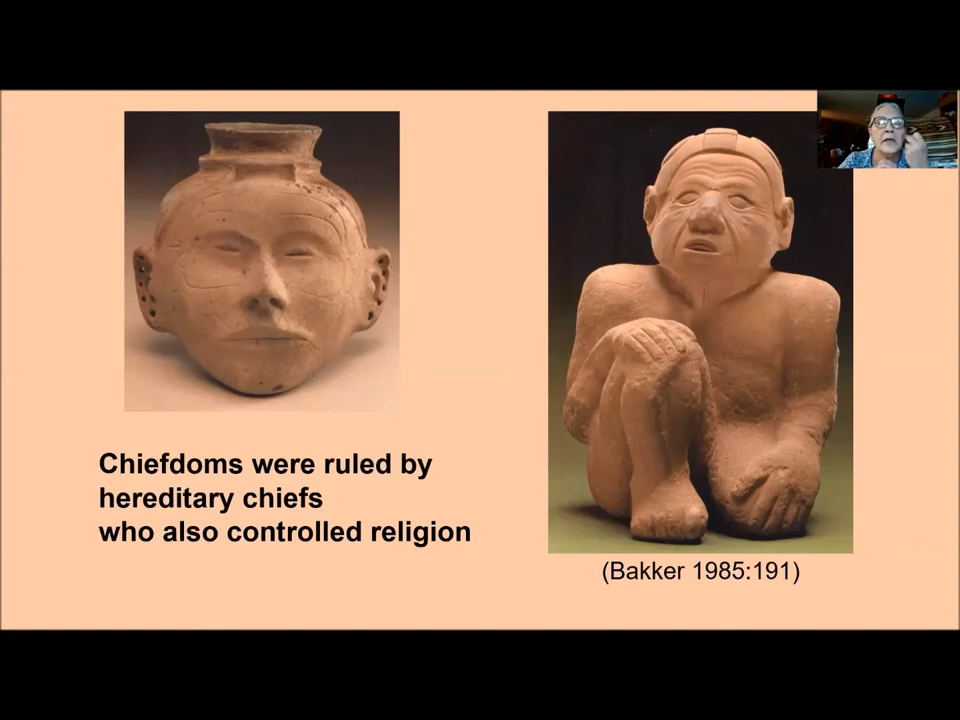 Chiefdoms were ruled by
hereditary chiefs
who also controlled religion
(Bakker 1985:191)